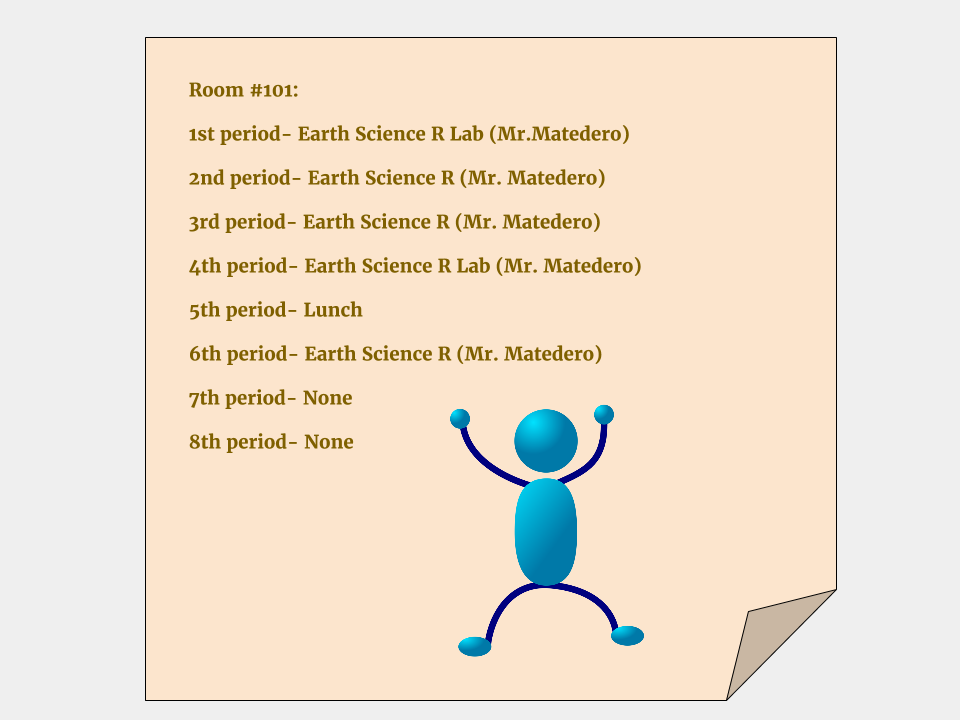 Room #101:
1st period- Earth Science R Lab (Mr.Matedero)
2nd period- Earth Science R (Mr. Matedero)
3rd period- Earth Science R (Mr. Matedero)
4th period- Earth Science R Lab (Mr. Matedero)
5th period- Lunch
6th period- Earth Science R (Mr. Matedero)
7th period- None
8th period- None